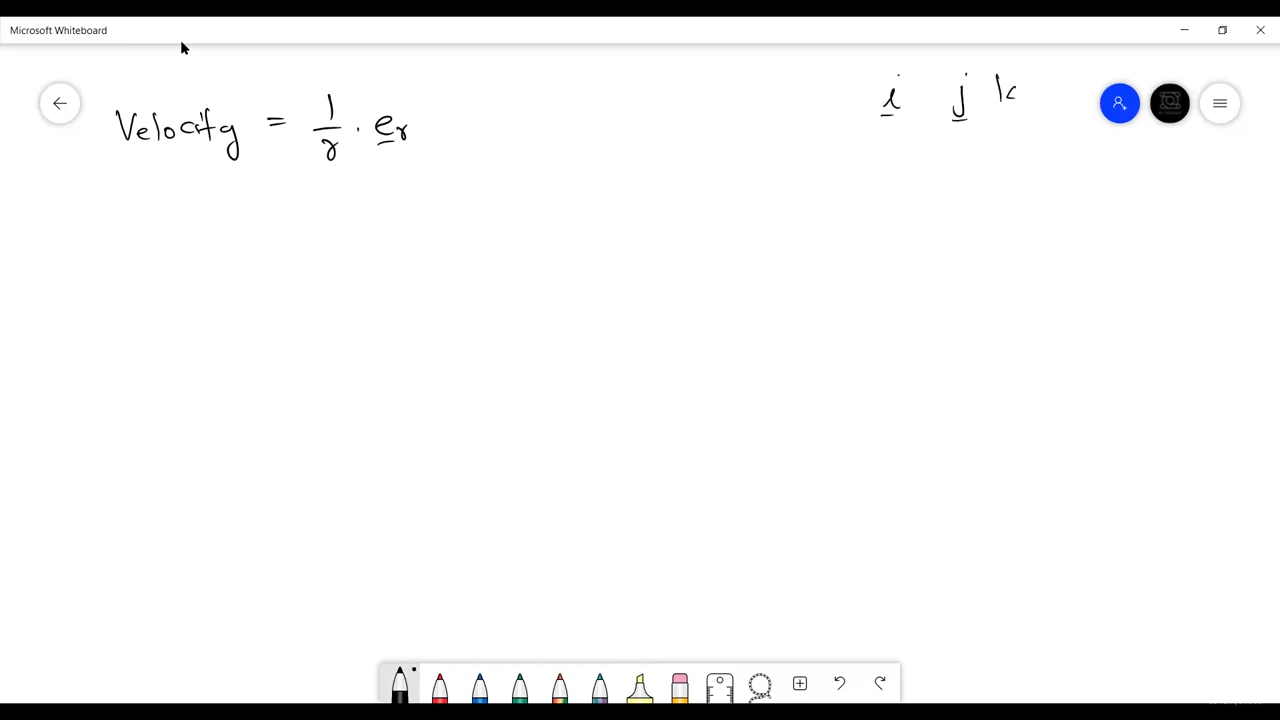 Microsoft Whiteboard
Velocity = 1/r . e_r
i j k